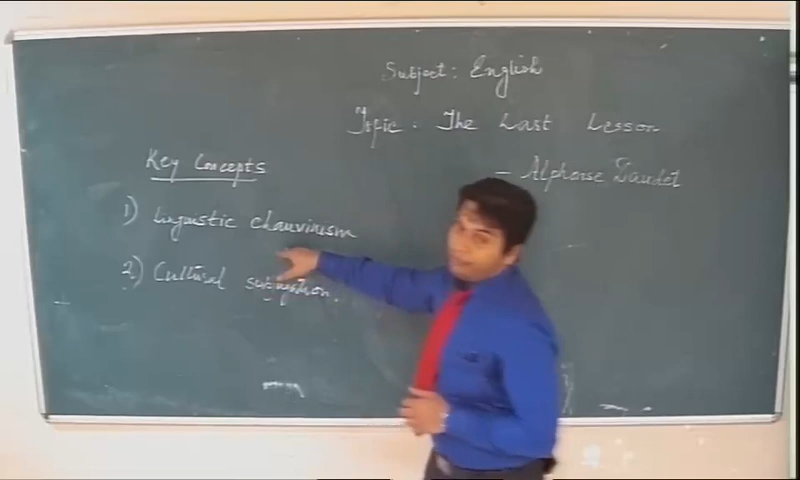 Subject: English
Topic: The Last Lesson
- Alphonse Daudet
Key Concepts
1) Linguistic chauvinism
2) Cultural subjugation.